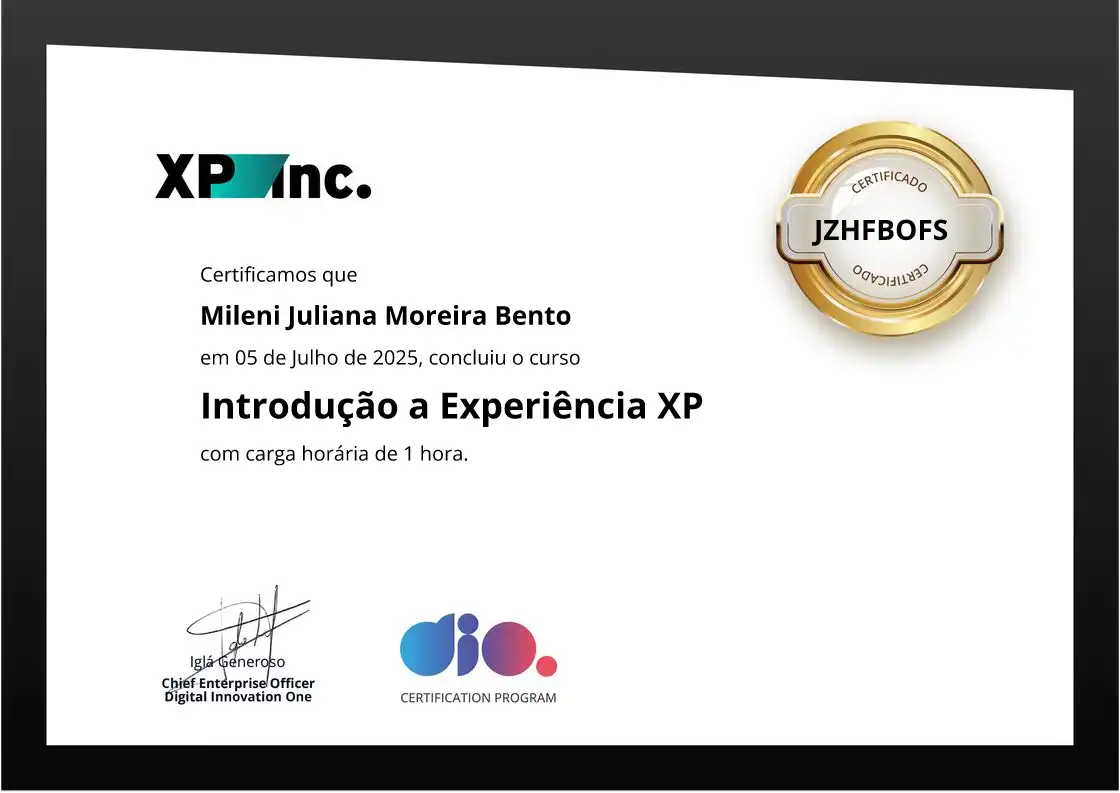 XP inc.
CERTIFICADO
JZHFBOFS
CERTIFICADO
Certificamos que
Mileni Juliana Moreira Bento
em 05 de Julho de 2025, concluiu o curso
Introdução a Experiência XP
com carga horária de 1 hora.
Iglá Generoso
Chief Enterprise Officer
Digital Innovation One
dio.
CERTIFICATION PROGRAM